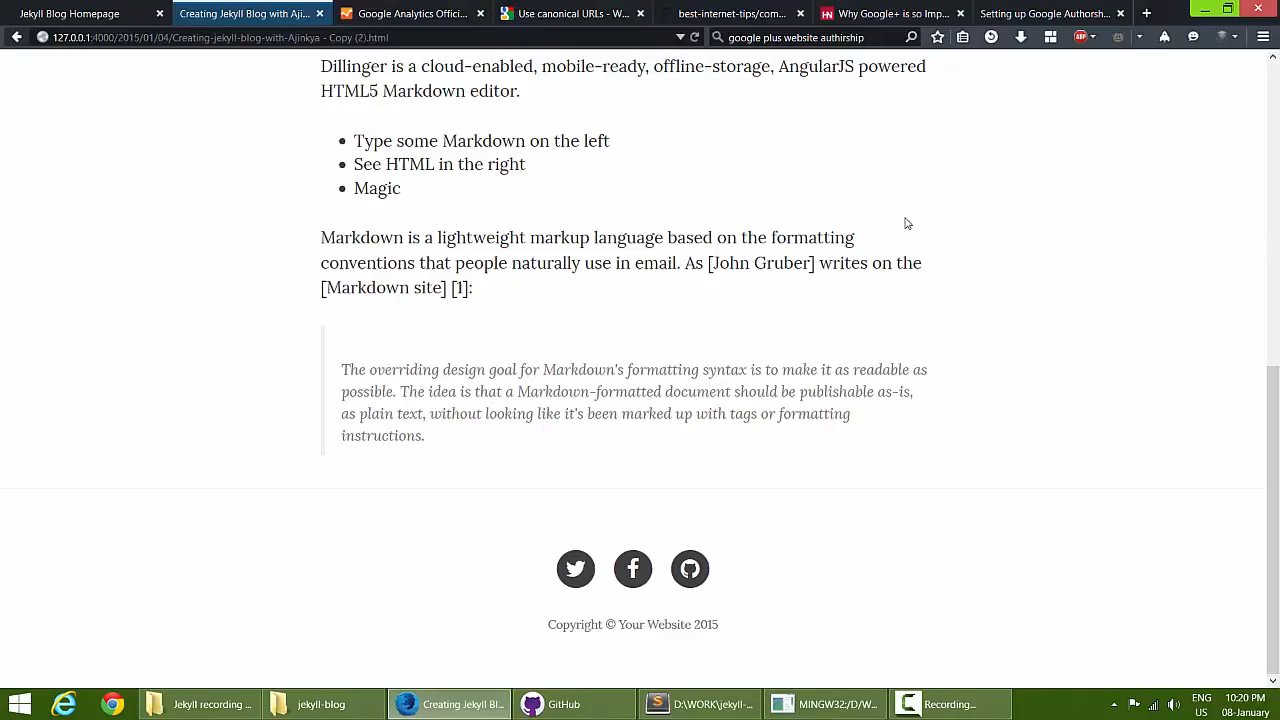 Jekyll Blog Homepage
Creating Jekyll Blog with Aji...
Google Analytics Offici...
Use canonical URLs - W...
best-internet-tips/com...
Why Google+ is so Imp...
Setting up Google Authorsh...
127.0.0.1:4000/2015/01/04/Creating-jekyll-blog-with-Ajinkya - Copy (2).html
google plus website authirship
ABP
Dillinger is a cloud-enabled, mobile-ready, offline-storage, AngularJS powered
HTML5 Markdown editor.
Type some Markdown on the left
See HTML in the right
Magic
Markdown is a lightweight markup language based on the formatting
conventions that people naturally use in email. As [John Gruber] writes on the
[Markdown site] [1]:
The overriding design goal for Markdown's formatting syntax is to make it as readable as
possible. The idea is that a Markdown-formatted document should be publishable as-is,
as plain text, without looking like it's been marked up with tags or formatting
instructions.
Copyright © Your Website 2015
Jekyll recording ...
jekyll-blog
Creating Jekyll Bl...
GitHub
D:\WORK\jekyll-...
MINGW32:/D/W...
Recording...
ENG
US
10:20 PM
08-January